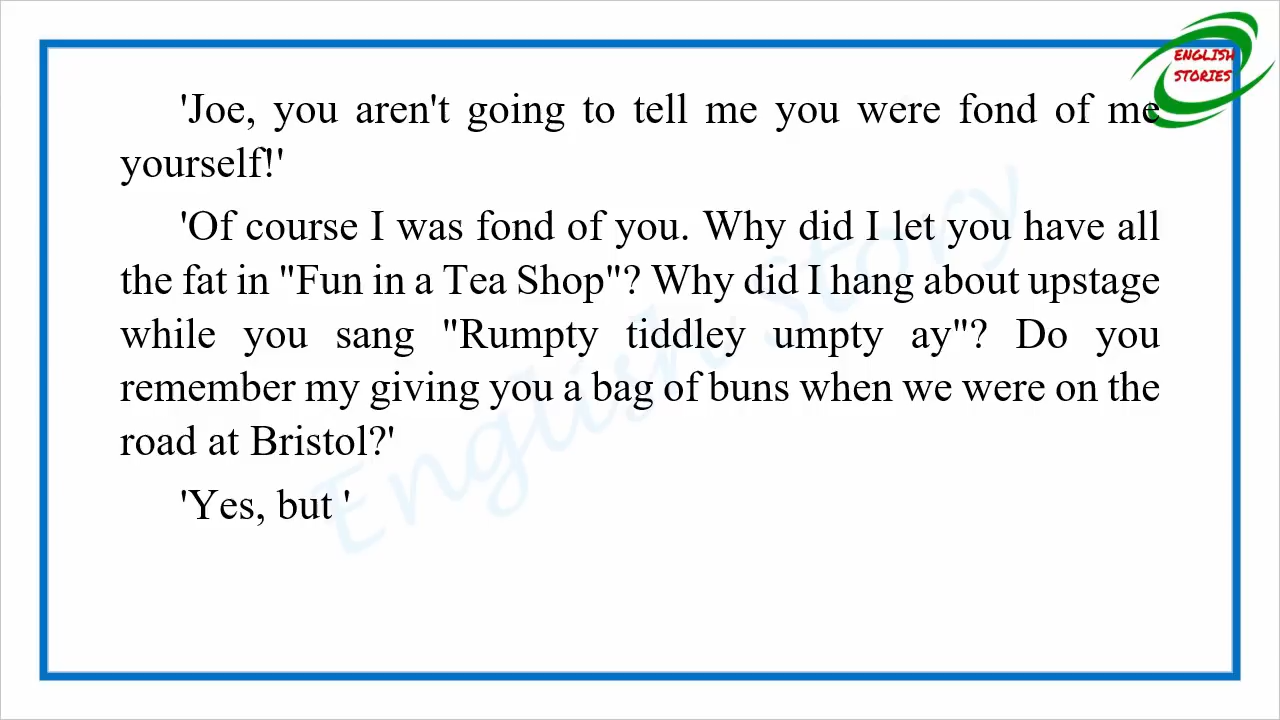 ENGLISH
STORIES
'Joe, you aren't going to tell me you were fond of me
yourself!'
'Of course I was fond of you. Why did I let you have all
the fat in "Fun in a Tea Shop"? Why did I hang about upstage
while you sang "Rumpty tiddley umpty ay"? Do you
remember my giving you a bag of buns when we were on the
road at Bristol?'
'Yes, but '
English Story